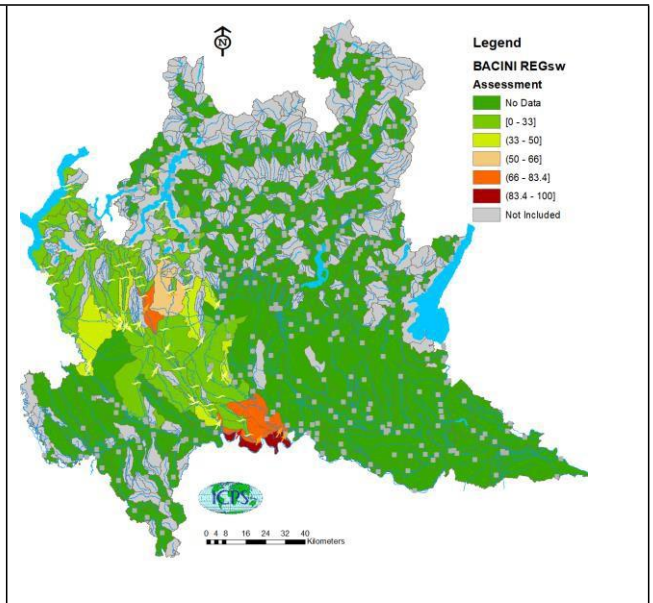 N
Legend
BACINI REGsw
Assessment
No Data
[0 - 33]
(33 - 50]
(50 - 66]
(66 - 83.4]
(83.4 - 100]
Not Included
ICPS
0 4 8 16 24 32 40
Kilometers